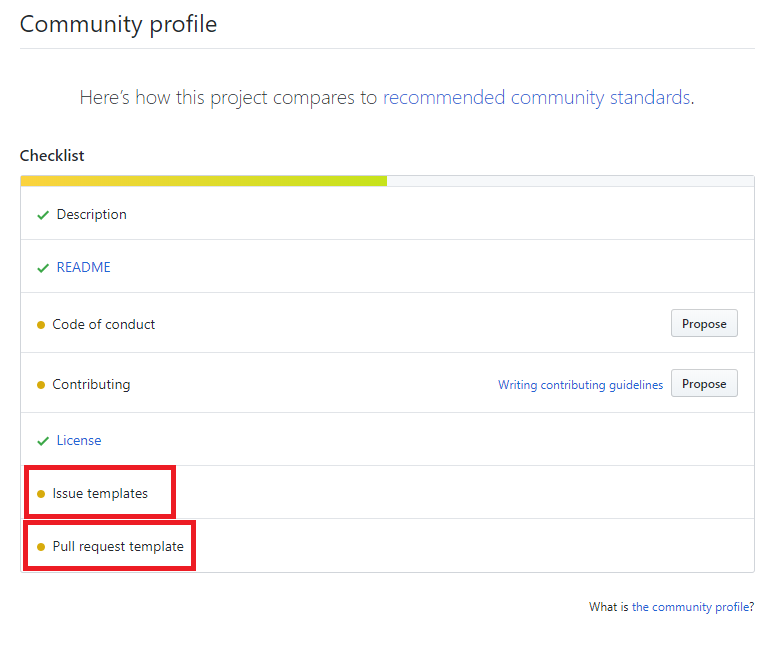 Community profile
Here's how this project compares to recommended community standards.
Checklist
Description
README
Code of conduct
Propose
Contributing
Writing contributing guidelines
Propose
License
Issue templates
Pull request template
What is the community profile?